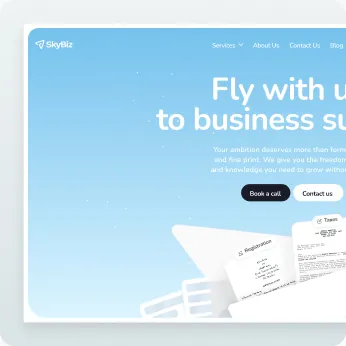 SkyBiz
Services About Us Contact Us Blog
Fly with u
to business su
Your ambition deserves more than form
and fine print. We give you the freedom
and knowledge you need to grow withou
Book a call Contact us
Registration
Taxes